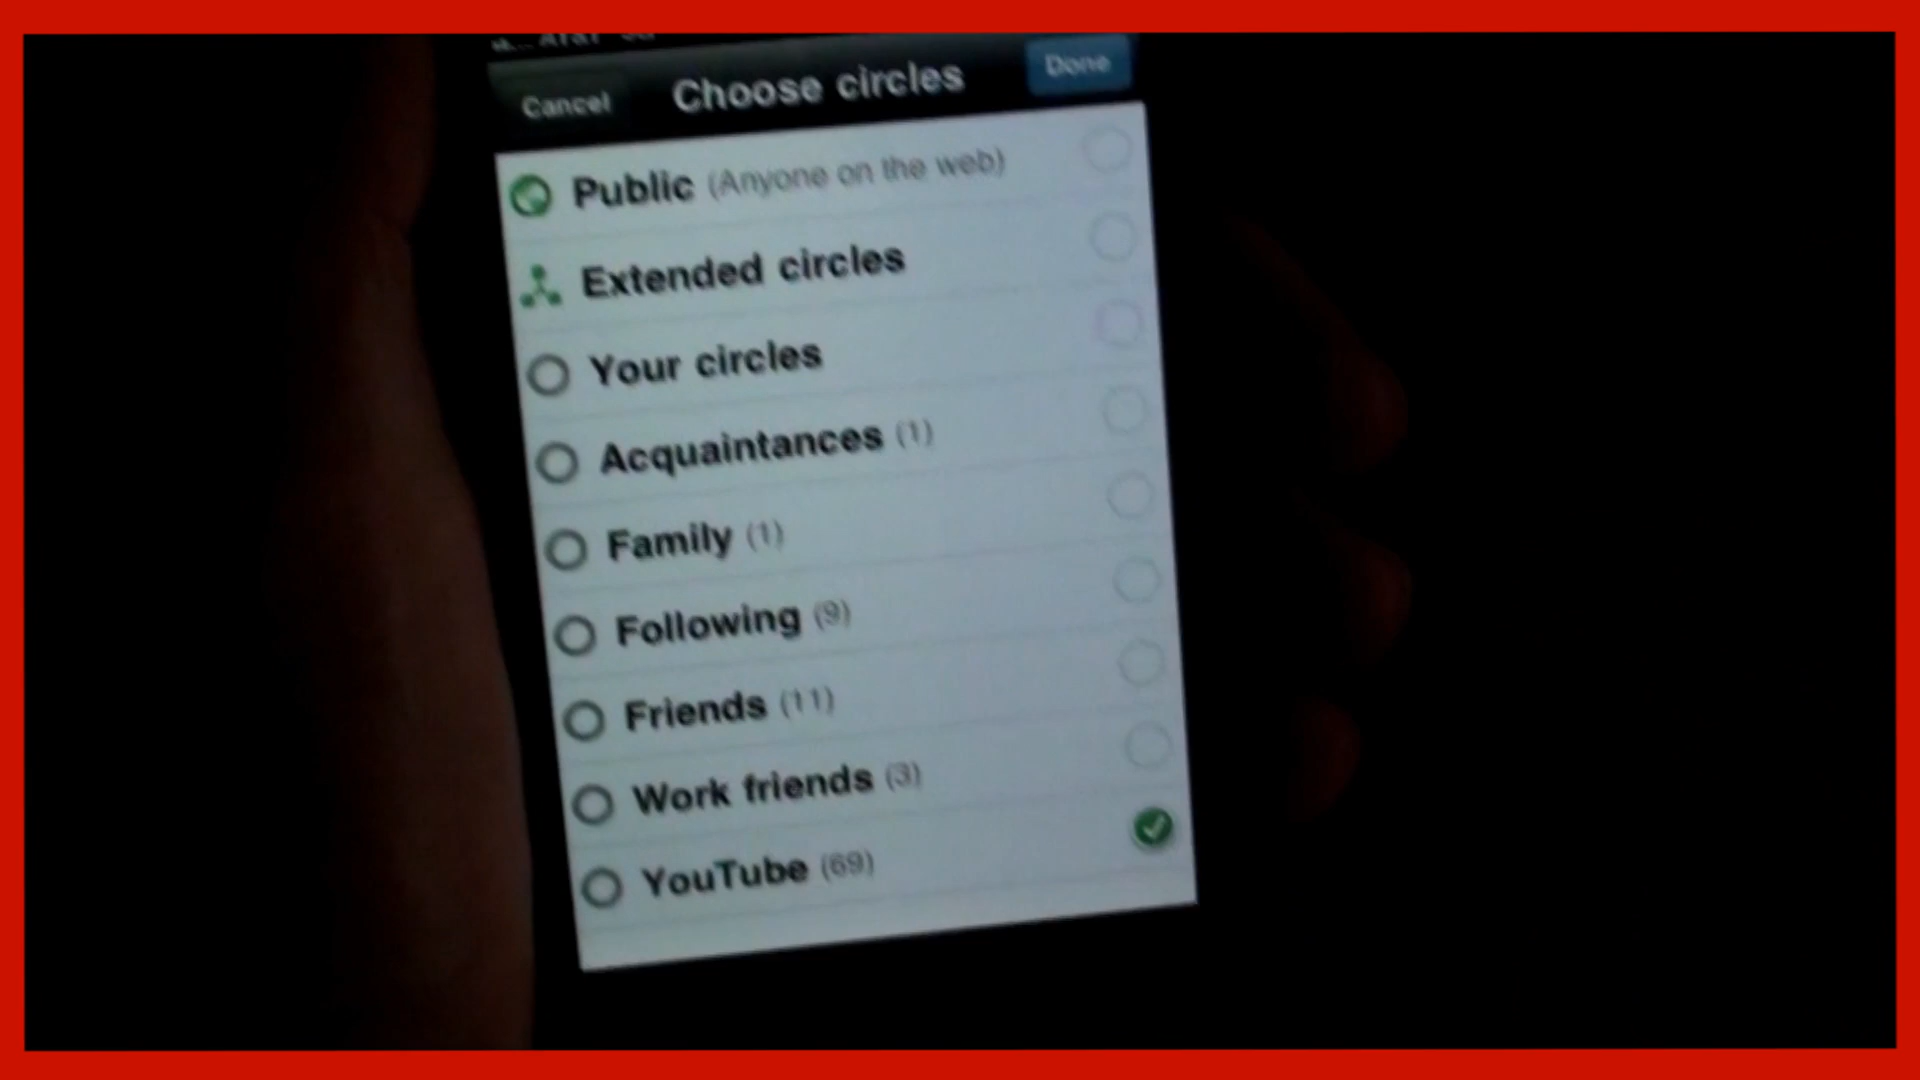 Cancel Choose circles Done
Public (Anyone on the web)
Extended circles
Your circles
Acquaintances (1)
Family (1)
Following (9)
Friends (11)
Work friends (3)
YouTube (69)